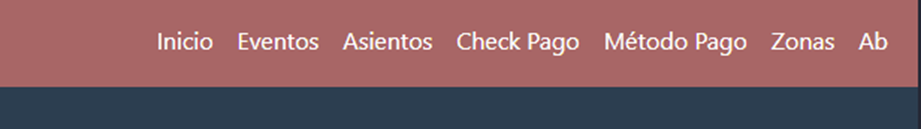 Inicio Eventos Asientos Check Pago Método Pago Zonas Ab